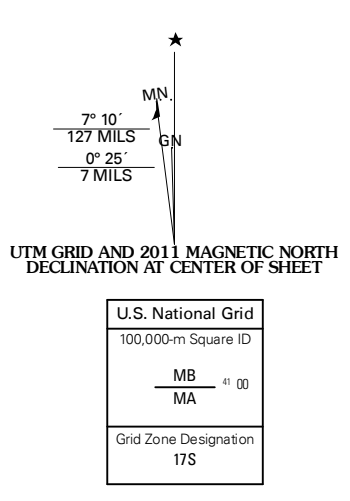 ★
MN
GN
7° 10´
127 MILS
0° 25´
7 MILS
UTM GRID AND 2011 MAGNETIC NORTH
DECLINATION AT CENTER OF SHEET
U.S. National Grid
100,000-m Square ID
MB
41 00
MA
Grid Zone Designation
17S